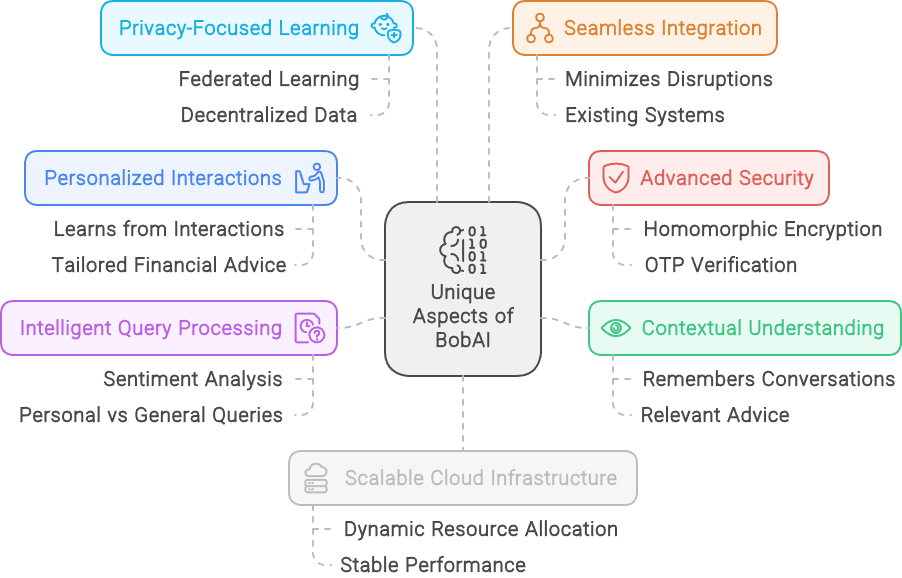 Privacy-Focused Learning
Federated Learning
Decentralized Data
Seamless Integration
Minimizes Disruptions
Existing Systems
Personalized Interactions
Learns from Interactions
Tailored Financial Advice
Advanced Security
Homomorphic Encryption
OTP Verification
01
10
01
01
Unique
Aspects of
BobAI
Intelligent Query Processing
Sentiment Analysis
Personal vs General Queries
Contextual Understanding
Remembers Conversations
Relevant Advice
Scalable Cloud Infrastructure
Dynamic Resource Allocation
Stable Performance